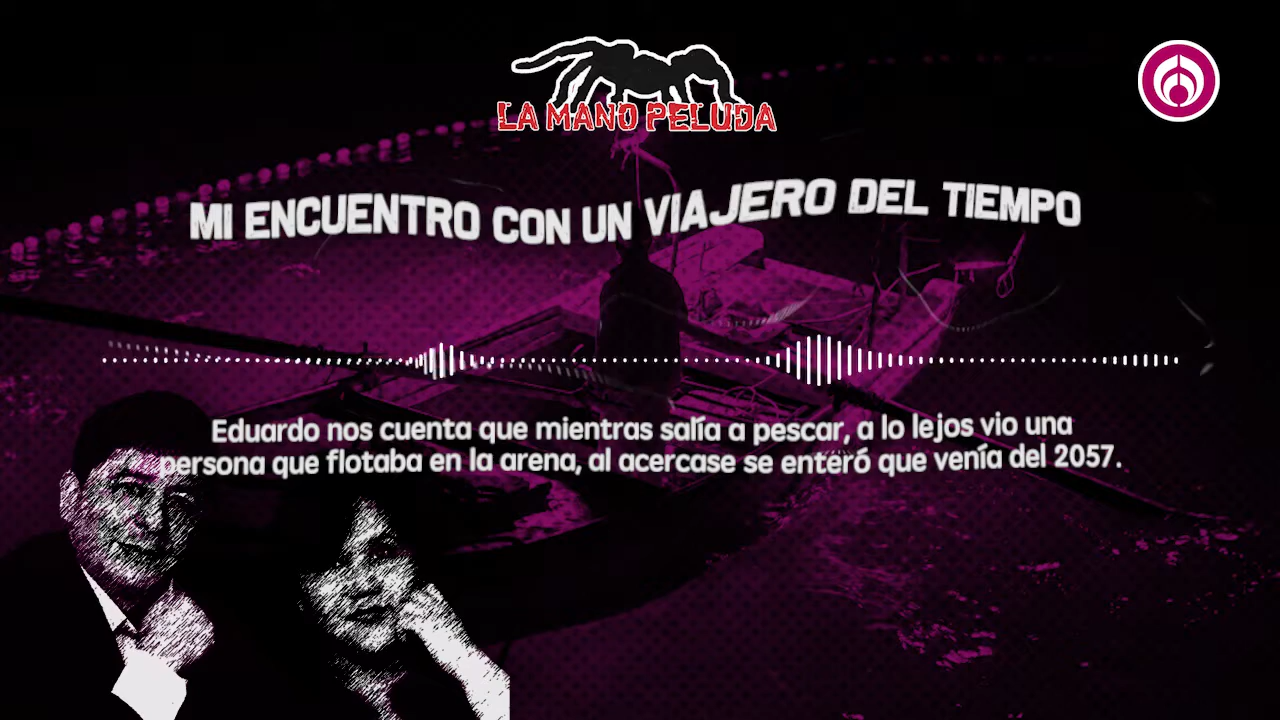 LA MANO PELUDA
MI ENCUENTRO CON UN VIAJERO DEL TIEMPO
Eduardo nos cuenta que mientras salía a pescar, a lo lejos vio una
persona que flotaba en la arena, al acercase se enteró que venía del 2057.